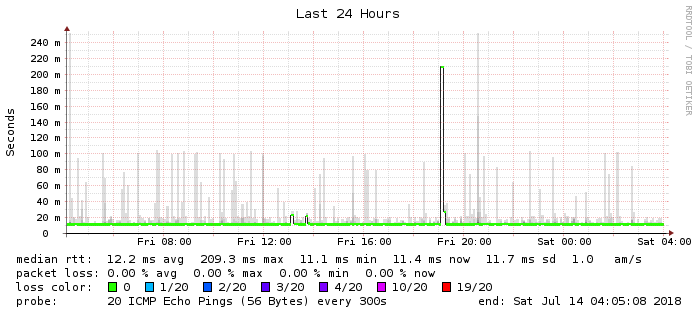 Last 24 Hours
RRDTOOL / TOBI OETIKER
Seconds
240 m
220 m
200 m
180 m
160 m
140 m
120 m
100 m
80 m
60 m
40 m
20 m
0
Fri 08:00 Fri 12:00 Fri 16:00 Fri 20:00 Sat 00:00 Sat 04:00
median rtt: 12.2 ms avg 209.3 ms max 11.1 ms min 11.4 ms now 11.7 ms sd 1.0 am/s
packet loss: 0.00 % avg 0.00 % max 0.00 % min 0.00 % now
loss color: 0 1/20 2/20 3/20 4/20 10/20 19/20
probe: 20 ICMP Echo Pings (56 Bytes) every 300s end: Sat Jul 14 04:05:08 2018